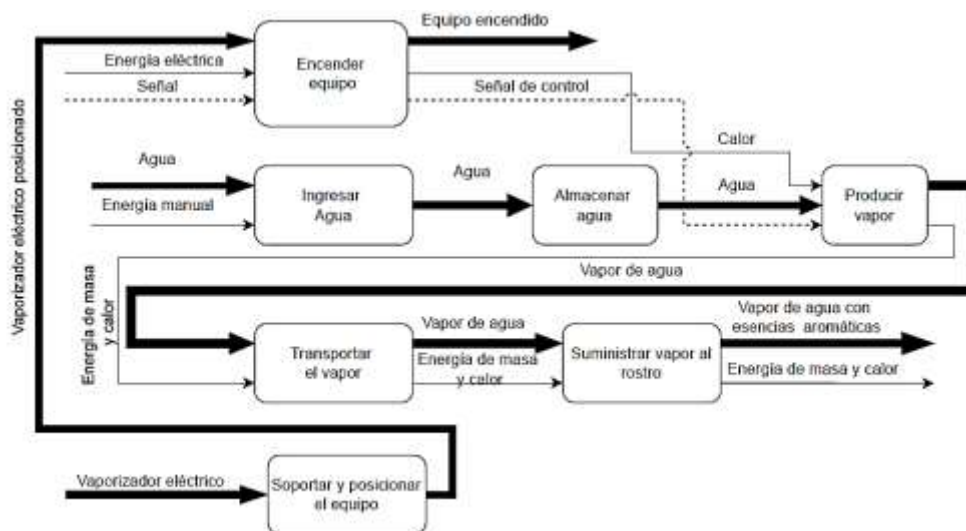 Equipo encendido
Energía eléctrica
Señal
Encender
equipo
Señal de control
Calor
Vaporizador eléctrico posicionado
Agua
Energía manual
Ingresar
Agua
Agua
Almacenar
agua
Agua
Producir
vapor
Vapor de agua
Energía de masa
y calor
Transportar
el vapor
Vapor de agua
Energía de masa
y calor
Suministrar vapor al
rostro
Vapor de agua con
esencias aromáticas
Energía de masa y calor
Vaporizador eléctrico
Soportar y posicionar
el equipo